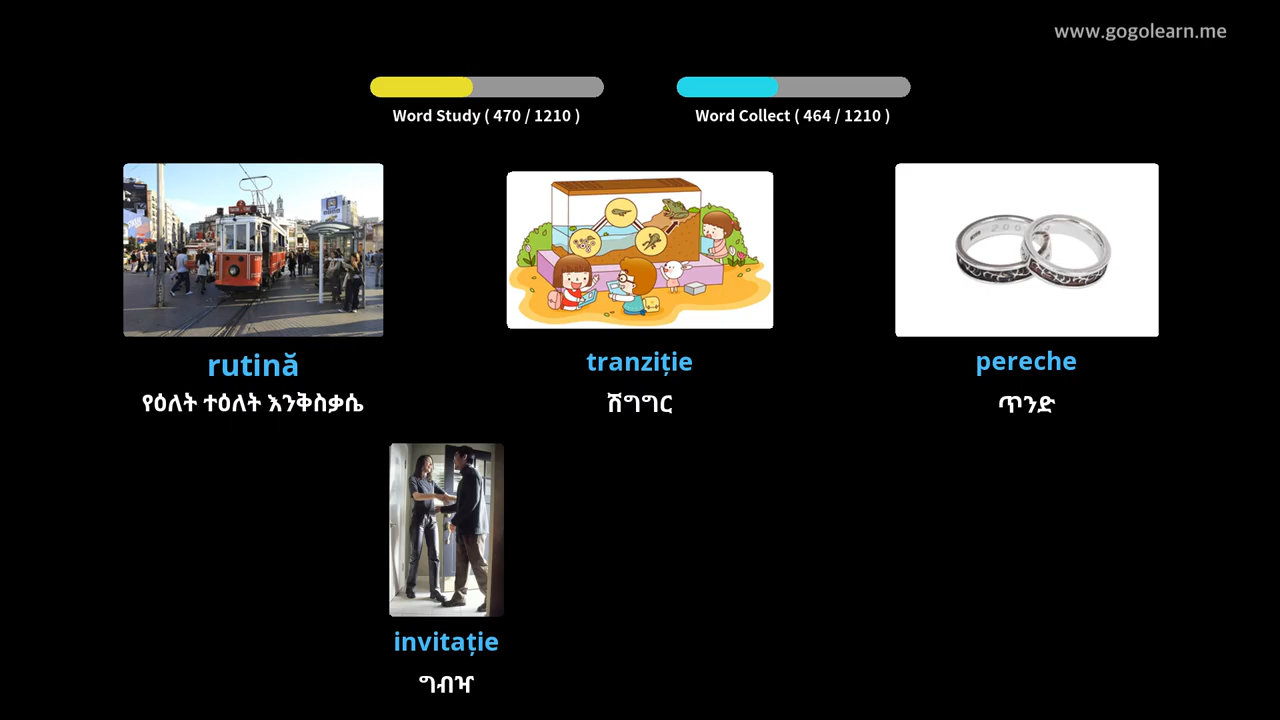 www.gogolearn.me
Word Study ( 470 / 1210 )
Word Collect ( 464 / 1210 )
rutină
የዕለት ተዕለት እንቅስቃሴ
tranziție
ሽግግር
pereche
ጥንድ
invitație
ግብዣ